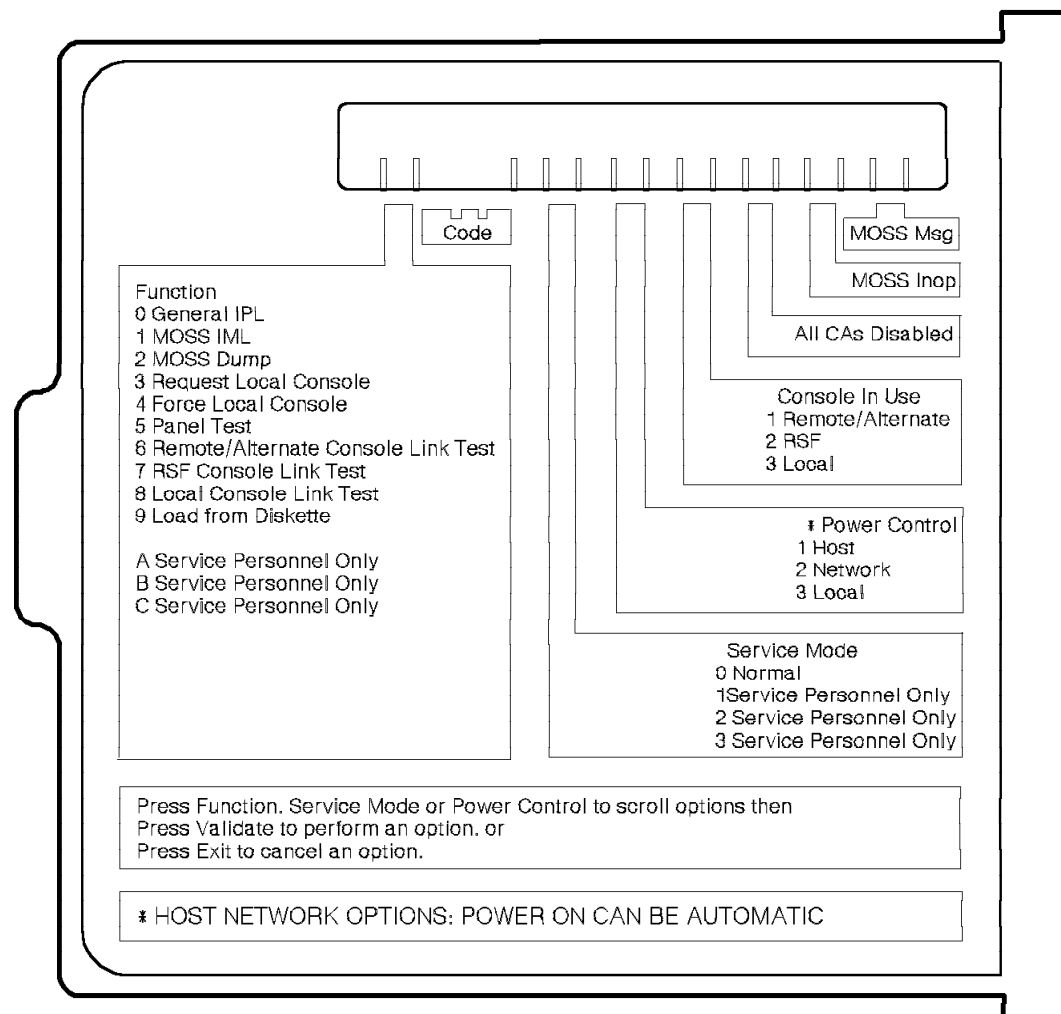 Code
MOSS Msg
MOSS Inop
All CAs Disabled
Function
0 General IPL
1 MOSS IML
2 MOSS Dump
3 Request Local Console
4 Force Local Console
5 Panel Test
6 Remote/Alternate Console Link Test
7 RSF Console Link Test
8 Local Console Link Test
9 Load from Diskette
A Service Personnel Only
B Service Personnel Only
C Service Personnel Only
Console In Use
1 Remote/Alternate
2 RSF
3 Local
* Power Control
1 Host
2 Network
3 Local
Service Mode
0 Normal
1Service Personnel Only
2 Service Personnel Only
3 Service Personnel Only
Press Function, Service Mode or Power Control to scroll options then
Press Validate to perform an option, or
Press Exit to cancel an option.
* HOST NETWORK OPTIONS: POWER ON CAN BE AUTOMATIC